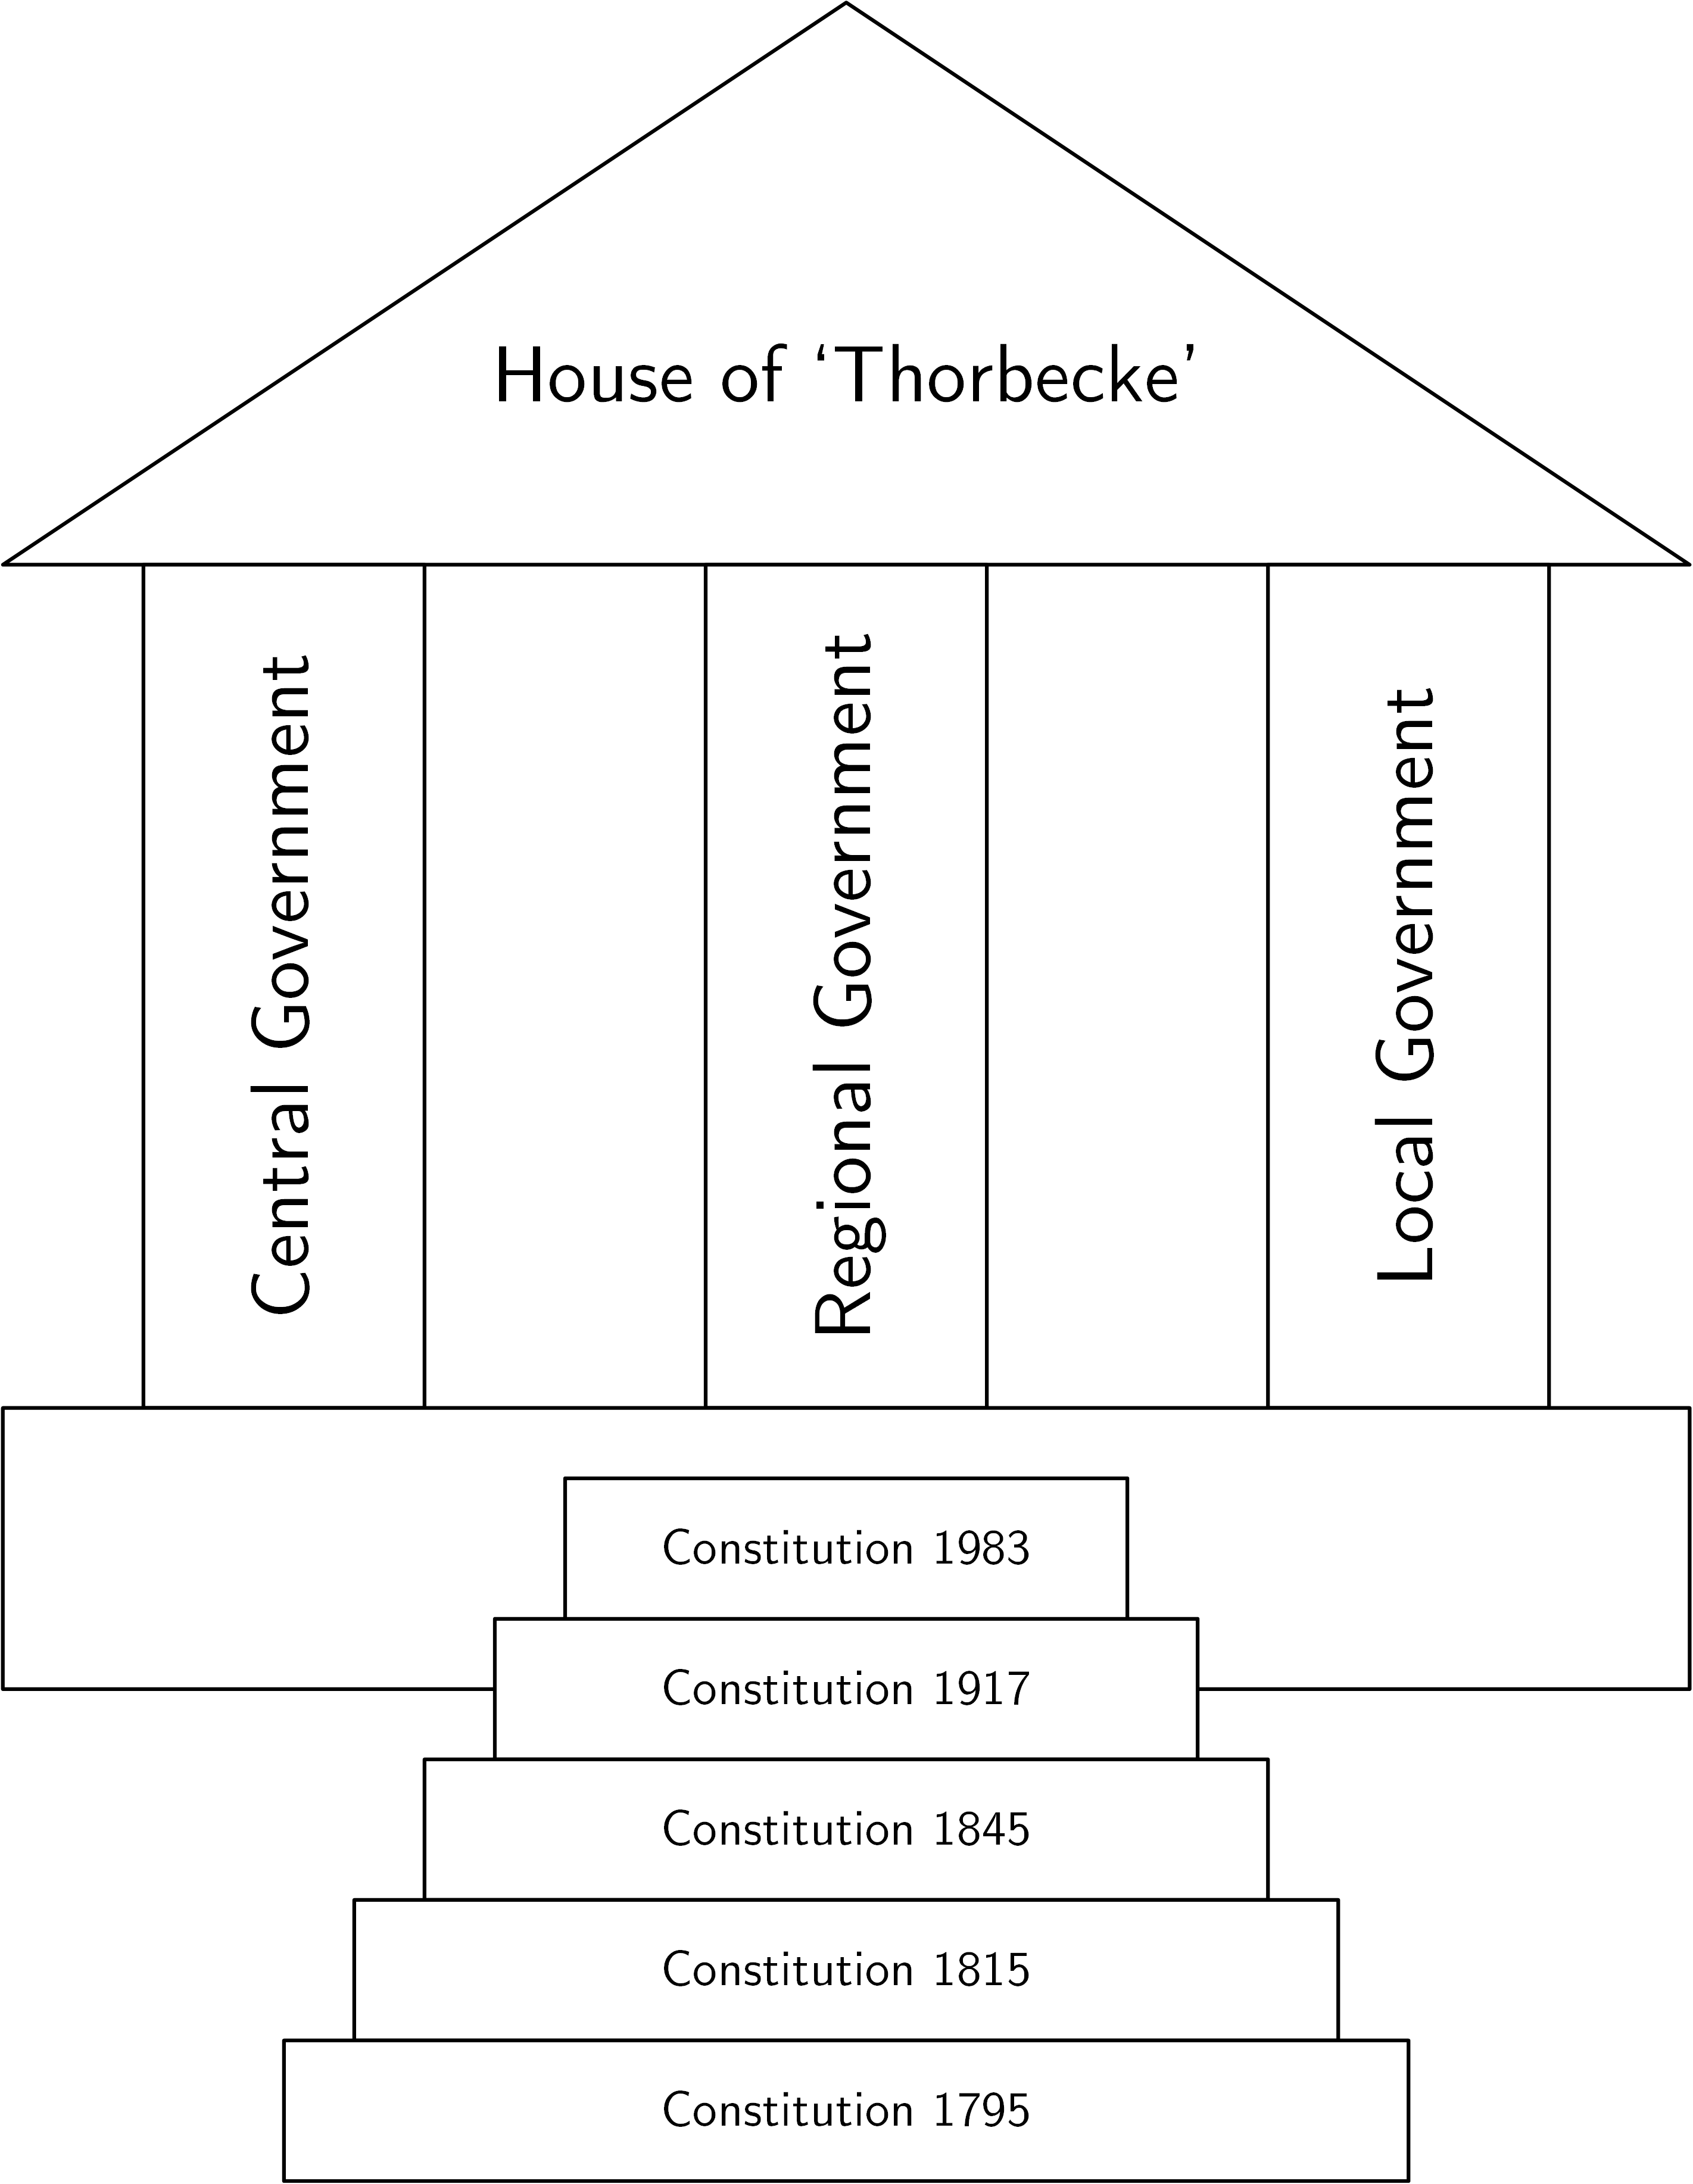 House of ‘Thorbecke’
Central Government
Regional Government
Local Government
Constitution 1983
Constitution 1917
Constitution 1845
Constitution 1815
Constitution 1795